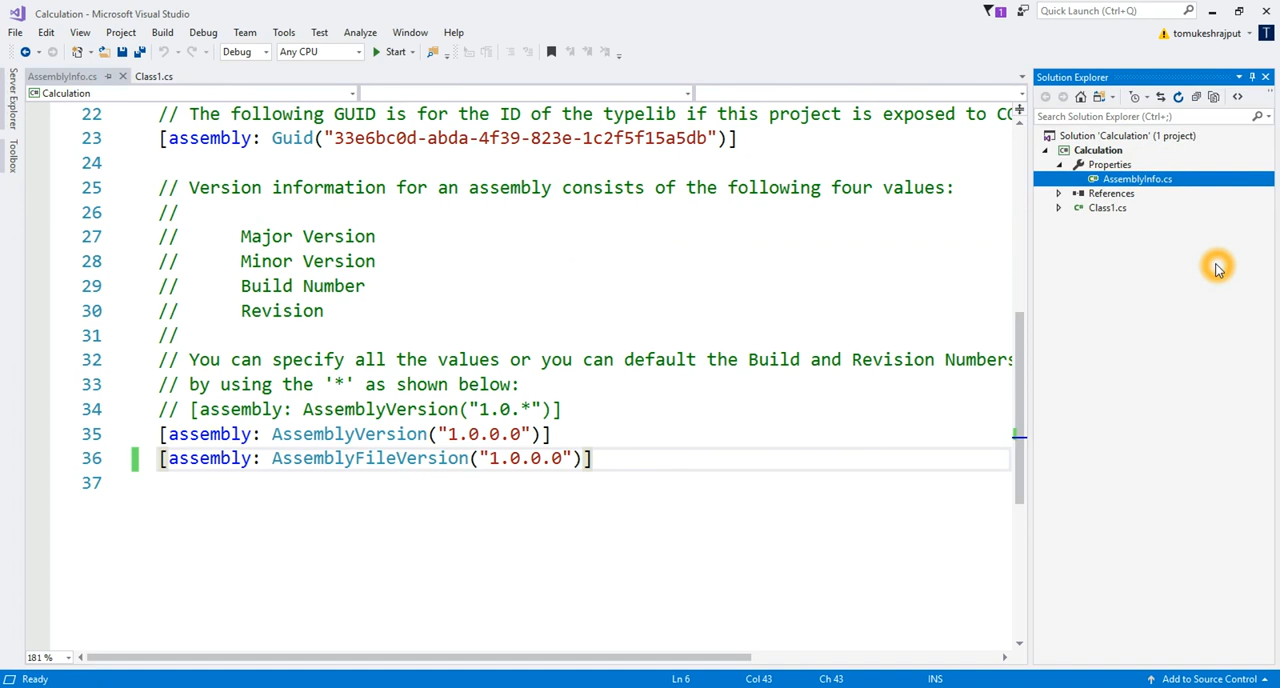 Calculation - Microsoft Visual Studio
1
Quick Launch (Ctrl+Q)
File Edit View Project Build Debug Team Tools Test Analyze Window Help
tomukeshrajput
T
Debug
Any CPU
Start
Server Explorer
Toolbox
AssemblyInfo.cs
Class1.cs
Calculation
22 // The following GUID is for the ID of the typelib if this project is exposed to CO
23 [assembly: Guid("33e6bc0d-abda-4f39-823e-1c2f5f15a5db")]
24
25 // Version information for an assembly consists of the following four values:
26 //
27 // Major Version
28 // Minor Version
29 // Build Number
30 // Revision
31 //
32 // You can specify all the values or you can default the Build and Revision Numbers
33 // by using the '*' as shown below:
34 // [assembly: AssemblyVersion("1.0.*")]
35 [assembly: AssemblyVersion("1.0.0.0")]
36 [assembly: AssemblyFileVersion("1.0.0.0")]
37
181 %
Solution Explorer
Search Solution Explorer (Ctrl+;)
Solution 'Calculation' (1 project)
Calculation
Properties
AssemblyInfo.cs
References
Class1.cs
Ready
Ln 6
Col 43
Ch 43
INS
Add to Source Control